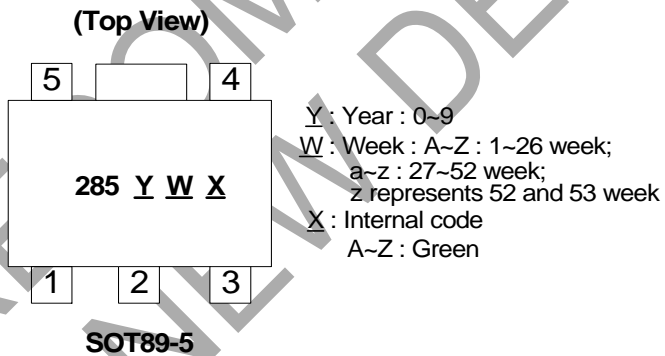 (Top View)
5 4
285 Y W X
1 2 3
SOT89-5
Y : Year : 0~9
W : Week : A~Z : 1~26 week;
a~z : 27~52 week;
z represents 52 and 53 week
X : Internal code
A~Z : Green